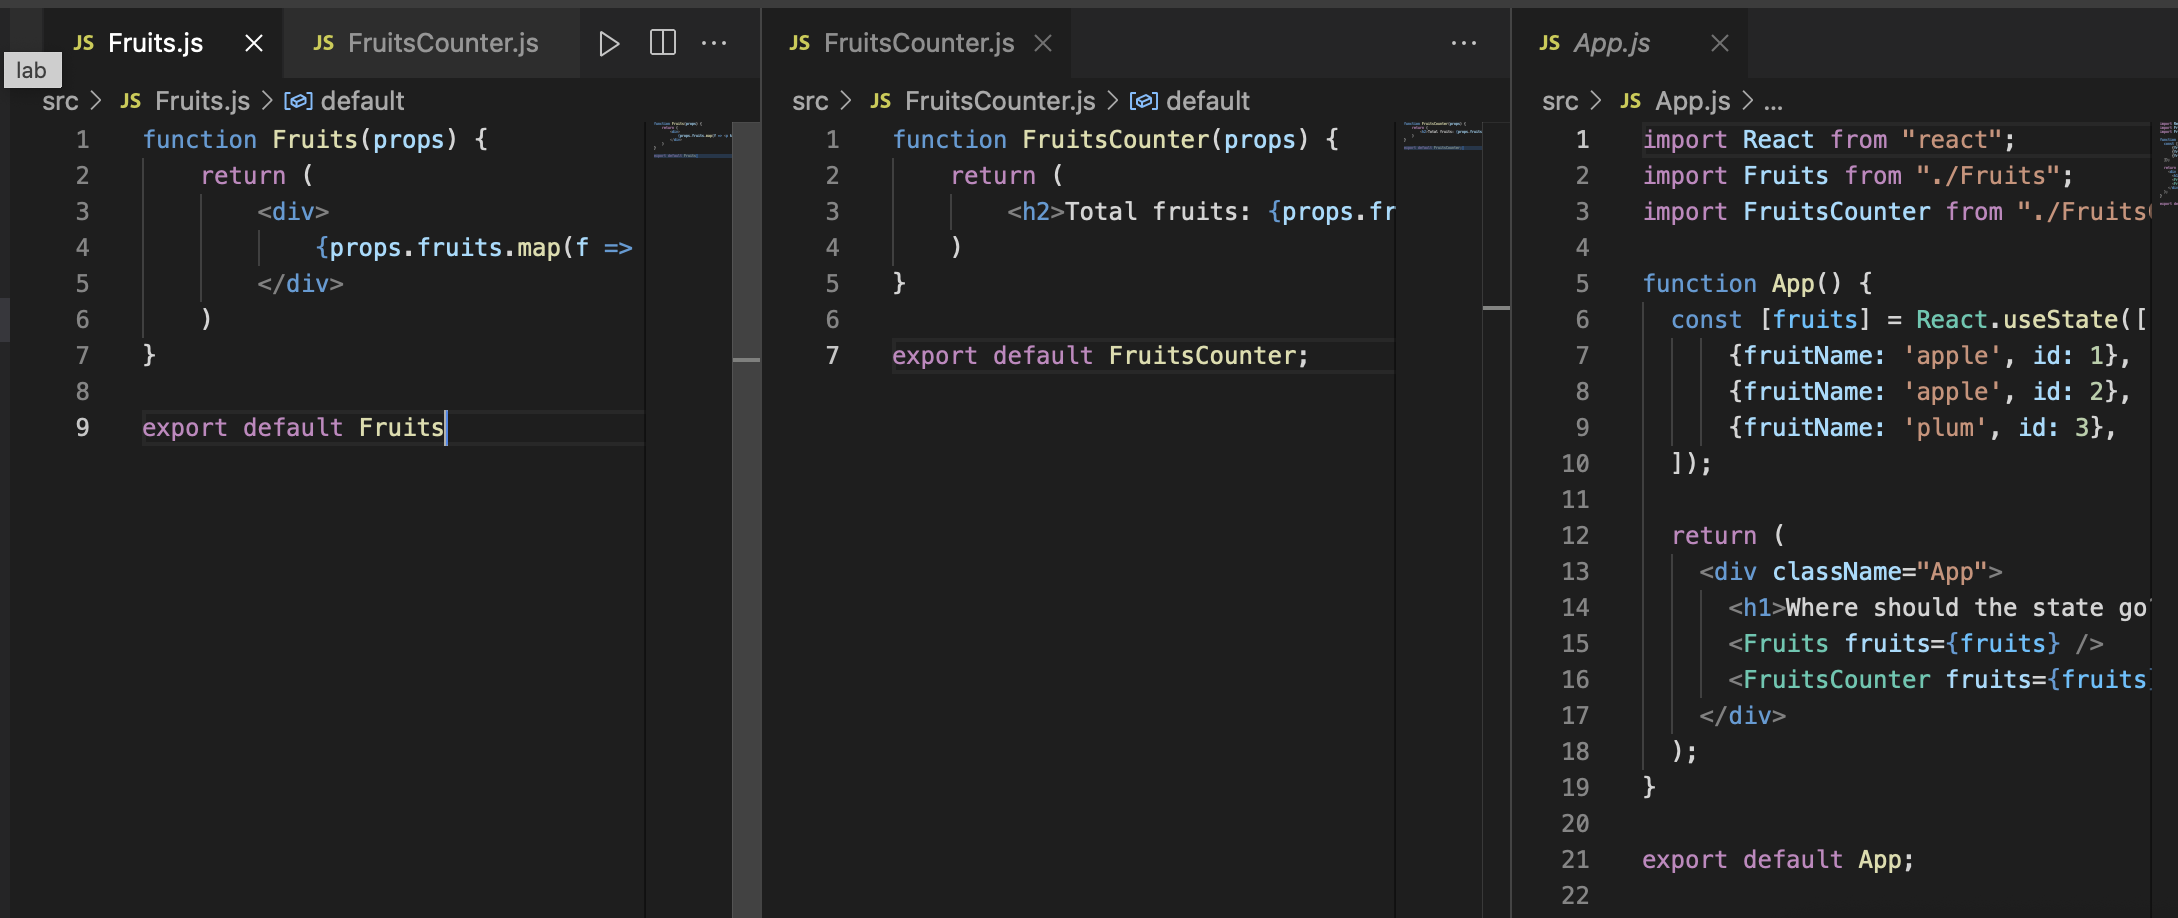 JS Fruits.js
JS FruitsCounter.js
lab
src > JS Fruits.js > default
1 function Fruits(props) {
2 return (
3 <div>
4 {props.fruits.map(f =>
5 </div>
6 )
7 }
8
9 export default Fruits
JS FruitsCounter.js
src > JS FruitsCounter.js > default
1 function FruitsCounter(props) {
2 return (
3 <h2>Total fruits: {props.fr
4 )
5 }
6
7 export default FruitsCounter;
JS App.js
src > JS App.js > ...
1 import React from "react";
2 import Fruits from "./Fruits";
3 import FruitsCounter from "./Fruits
4
5 function App() {
6 const [fruits] = React.useState([
7 {fruitName: 'apple', id: 1},
8 {fruitName: 'apple', id: 2},
9 {fruitName: 'plum', id: 3},
10 ]);
11
12 return (
13 <div className="App">
14 <h1>Where should the state go?
15 <Fruits fruits={fruits} />
16 <FruitsCounter fruits={fruits}
17 </div>
18 );
19 }
20
21 export default App;
22